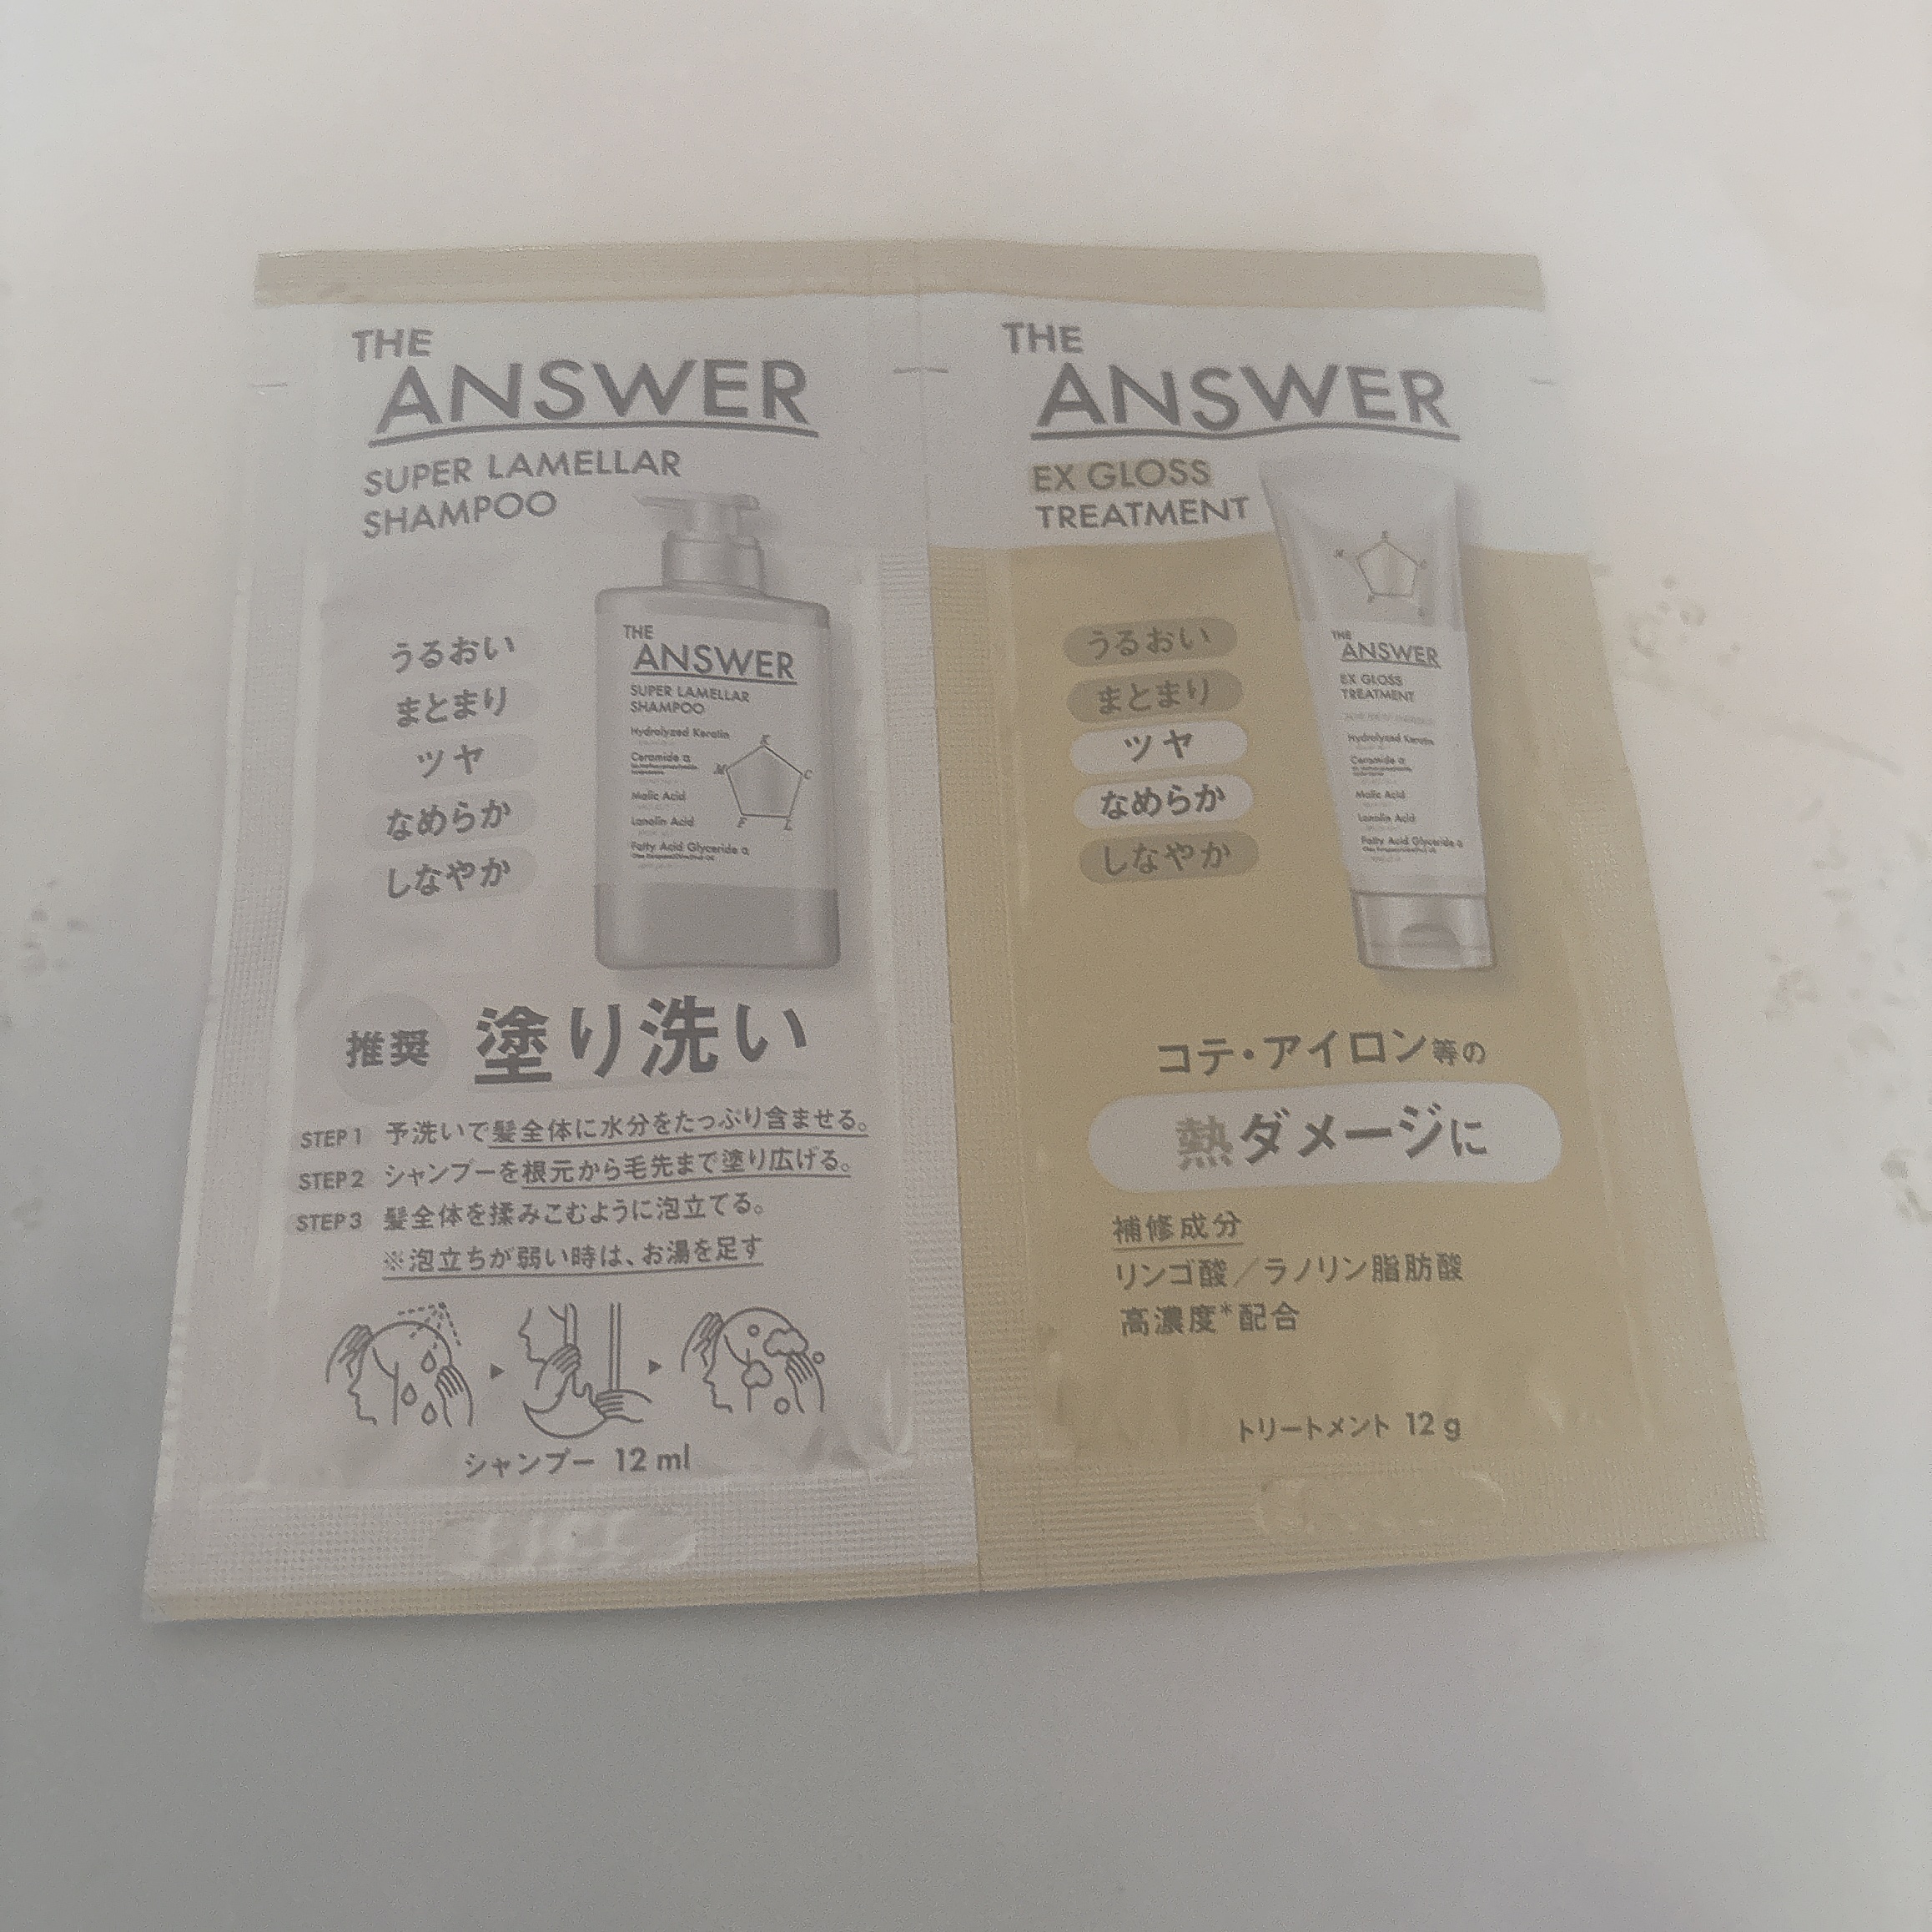 THE
ANSWER
SUPER LAMELLAR
SHAMPOO
うるおい
まとまり
ツヤ
なめらか
しなやか
THE
ANSWER
SUPER LAMELLAR
SHAMPOO
Hydrolyzed Keratin
Ceramide α
Malic Acid
Lanolin Acid
Fatty Acid Glyceride α
K
M
C
F
L
推奨 塗り洗い
STEP 1 予洗いで髪全体に水分をたっぷり含ませる。
STEP 2 シャンプーを根元から毛先まで塗り広げる。
STEP 3 髪全体を揉みこむように泡立てる。
※泡立ちが弱い時は、お湯を足す
シャンプー 12 ml
THE
ANSWER
EX GLOSS
TREATMENT
うるおい
まとまり
ツヤ
なめらか
しなやか
THE
ANSWER
EX GLOSS
TREATMENT
Hydrolyzed Keratin
Ceramide α
Malic Acid
Lanolin Acid
Fatty Acid Glyceride α
コテ・アイロン等の
熱ダメージに
補修成分
リンゴ酸／ラノリン脂肪酸
高濃度*配合
トリートメント 12 g